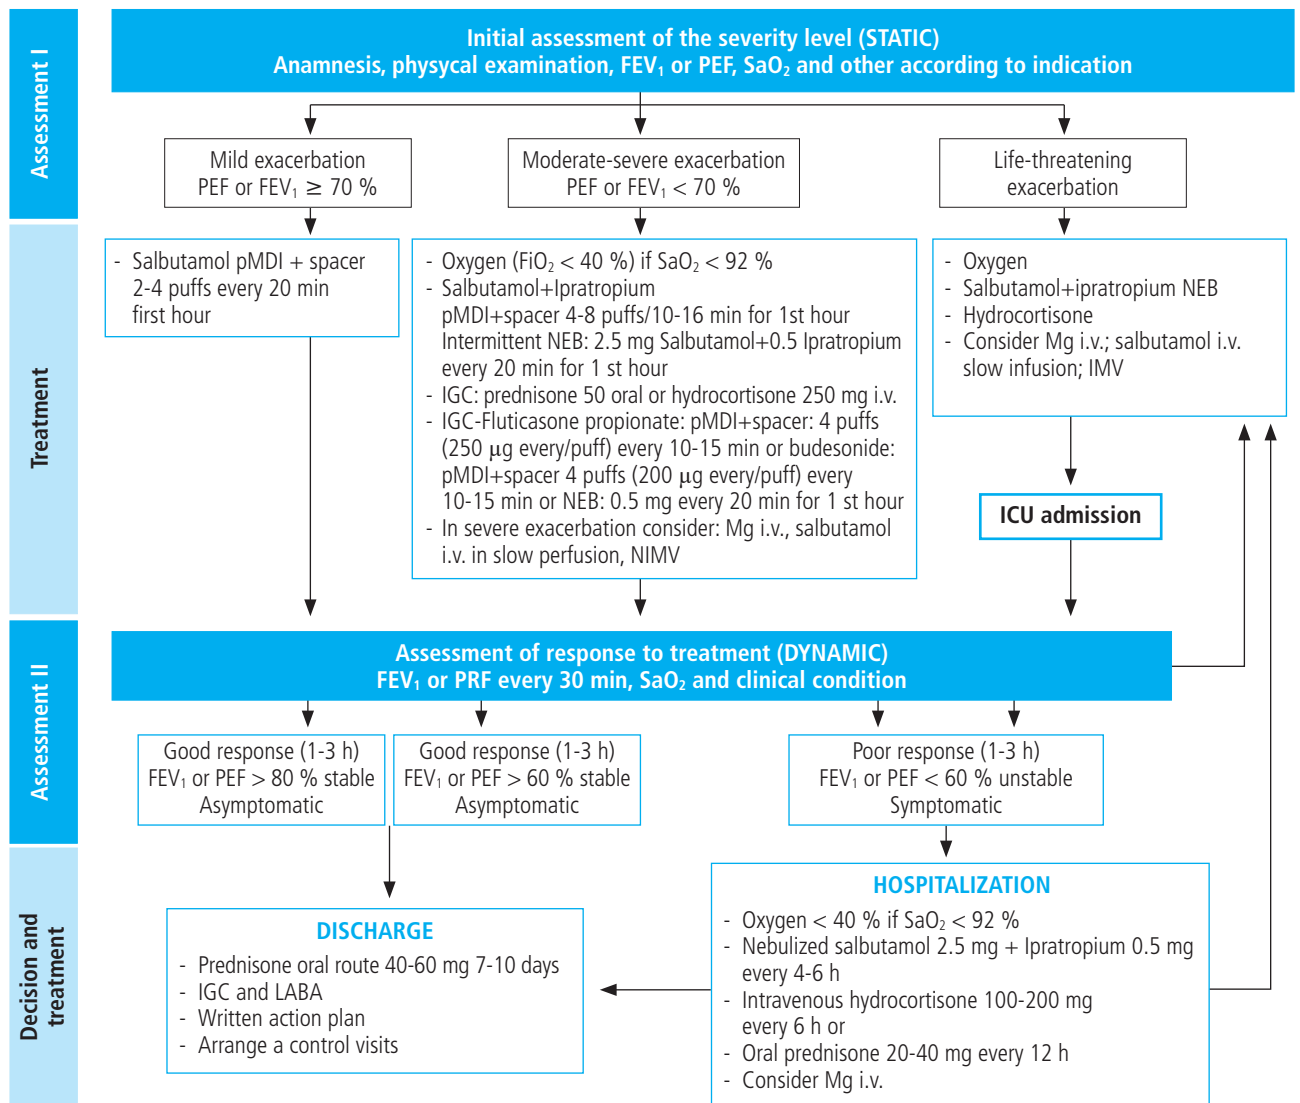 Assessment I
Initial assessment of the severity level (STATIC)
Anamnesis, physycal examination, FEV₁ or PEF, SaO₂ and other according to indication
Mild exacerbation
PEF or FEV₁ ≥ 70 %
Moderate-severe exacerbation
PEF or FEV₁ < 70 %
Life-threatening
exacerbation
Treatment
- Salbutamol pMDI + spacer
2-4 puffs every 20 min
first hour
- Oxygen (FiO₂ < 40 %) if SaO₂ < 92 %
- Salbutamol+Ipratropium
pMDI+spacer 4-8 puffs/10-16 min for 1st hour
Intermittent NEB: 2.5 mg Salbutamol+0.5 Ipratropium
every 20 min for 1 st hour
- IGC: prednisone 50 oral or hydrocortisone 250 mg i.v.
- IGC-Fluticasone propionate: pMDI+spacer: 4 puffs
(250 µg every/puff) every 10-15 min or budesonide:
pMDI+spacer 4 puffs (200 µg every/puff) every
10-15 min or NEB: 0.5 mg every 20 min for 1 st hour
- In severe exacerbation consider: Mg i.v., salbutamol
i.v. in slow perfusion, NIMV
- Oxygen
- Salbutamol+ipratropium NEB
- Hydrocortisone
- Consider Mg i.v.; salbutamol i.v.
slow infusion; IMV
ICU admission
Assessment II
Assessment of response to treatment (DYNAMIC)
FEV₁ or PRF every 30 min, SaO₂ and clinical condition
Good response (1-3 h)
FEV₁ or PEF > 80 % stable
Asymptomatic
Good response (1-3 h)
FEV₁ or PEF > 60 % stable
Asymptomatic
Poor response (1-3 h)
FEV₁ or PEF < 60 % unstable
Symptomatic
Decision and
treatment
DISCHARGE
- Prednisone oral route 40-60 mg 7-10 days
- IGC and LABA
- Written action plan
- Arrange a control visits
HOSPITALIZATION
- Oxygen < 40 % if SaO₂ < 92 %
- Nebulized salbutamol 2.5 mg + Ipratropium 0.5 mg
every 4-6 h
- Intravenous hydrocortisone 100-200 mg
every 6 h or
- Oral prednisone 20-40 mg every 12 h
- Consider Mg i.v.